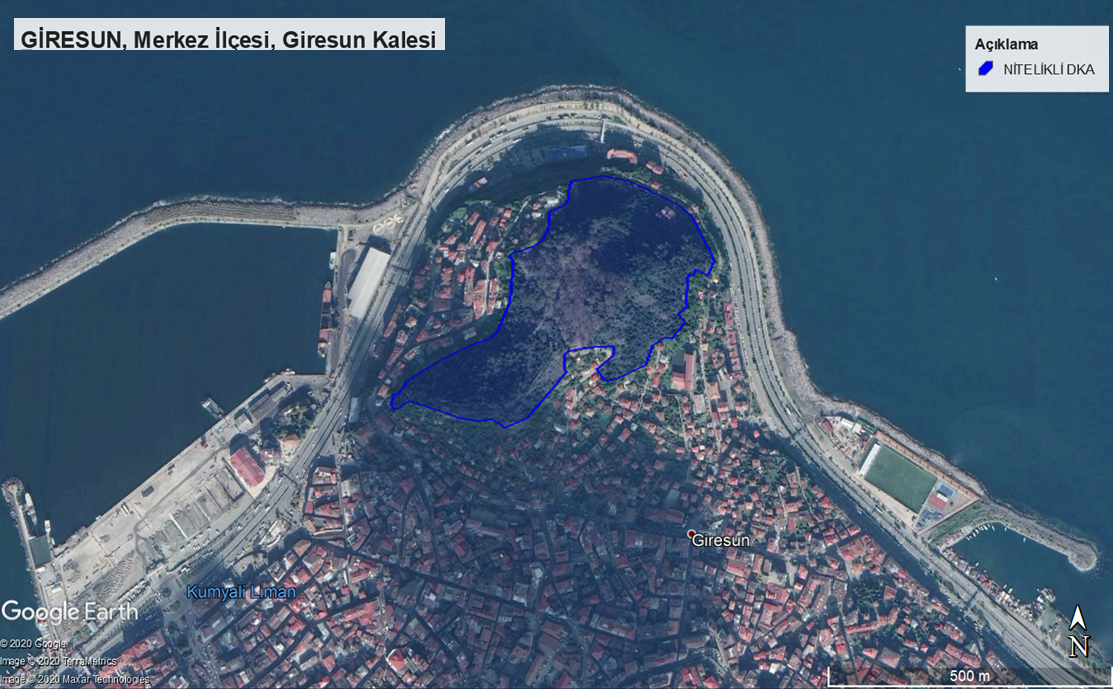 GİRESUN, Merkez İlçesi, Giresun Kalesi
Açıklama
NİTELİKLİ DKA
Giresun
Kumyalı Liman
Google Earth
© 2020 Google
Image © 2020 TerraMetrics
Image © 2020 Maxar Technologies
N
500 m